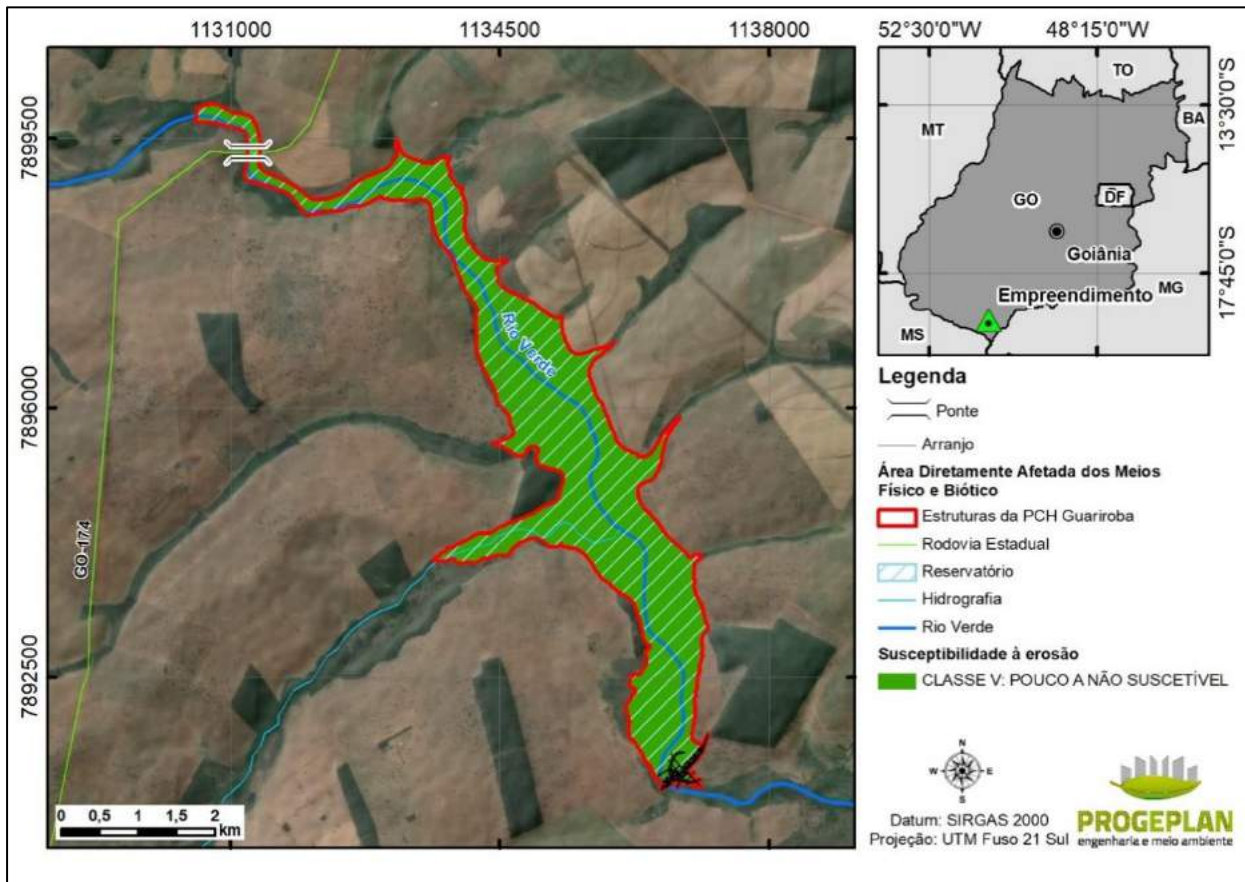 1131000
1134500
1138000
7899500
7896000
7892500
Rio Verde
GO-174
0 0,5 1 1,5 2
km
52°30'0"W
48°15'0"W
13°30'0"S
17°45'0"S
TO
BA
MT
GO
DF
Goiânia
MG
Empreendimento
MS
Legenda
Ponte
Arranjo
Área Diretamente Afetada dos Meios
Físico e Biótico
Estruturas da PCH Guariroba
Rodovia Estadual
Reservatório
Hidrografia
Rio Verde
Susceptibilidade à erosão
CLASSE V: POUCO A NÃO SUSCETÍVEL
N
W E
S
Datum: SIRGAS 2000
Projeção: UTM Fuso 21 Sul
PROGEPLAN
engenharia e meio ambiente